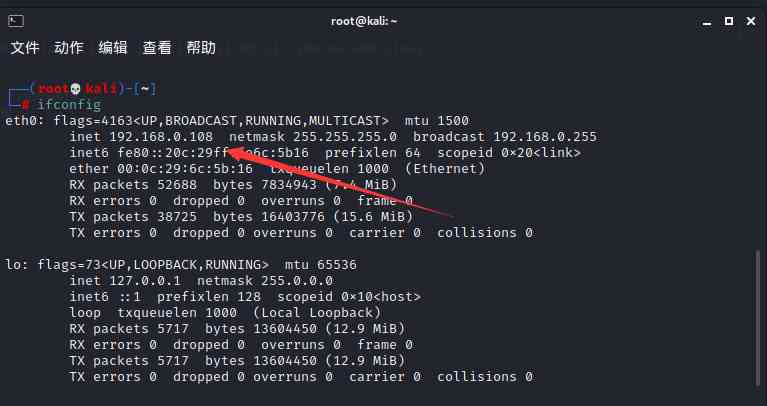 root@kali: ~
文件 动作 编辑 查看 帮助
(root💀kali)-[~]
# ifconfig
eth0: flags=4163<UP,BROADCAST,RUNNING,MULTICAST> mtu 1500
inet 192.168.0.108 netmask 255.255.255.0 broadcast 192.168.0.255
inet6 fe80::20c:29ff:fe6c:5b16 prefixlen 64 scopeid 0×20<link>
ether 00:0c:29:6c:5b:16 txqueuelen 1000 (Ethernet)
RX packets 52688 bytes 7834943 (7.4 MiB)
RX errors 0 dropped 0 overruns 0 frame 0
TX packets 38725 bytes 16403776 (15.6 MiB)
TX errors 0 dropped 0 overruns 0 carrier 0 collisions 0
lo: flags=73<UP,LOOPBACK,RUNNING> mtu 65536
inet 127.0.0.1 netmask 255.0.0.0
inet6 ::1 prefixlen 128 scopeid 0×10<host>
loop txqueuelen 1000 (Local Loopback)
RX packets 5717 bytes 13604450 (12.9 MiB)
RX errors 0 dropped 0 overruns 0 frame 0
TX packets 5717 bytes 13604450 (12.9 MiB)
TX errors 0 dropped 0 overruns 0 carrier 0 collisions 0